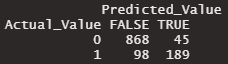 Predicted_Value
Actual_Value FALSE TRUE
0 868 45
1 98 189